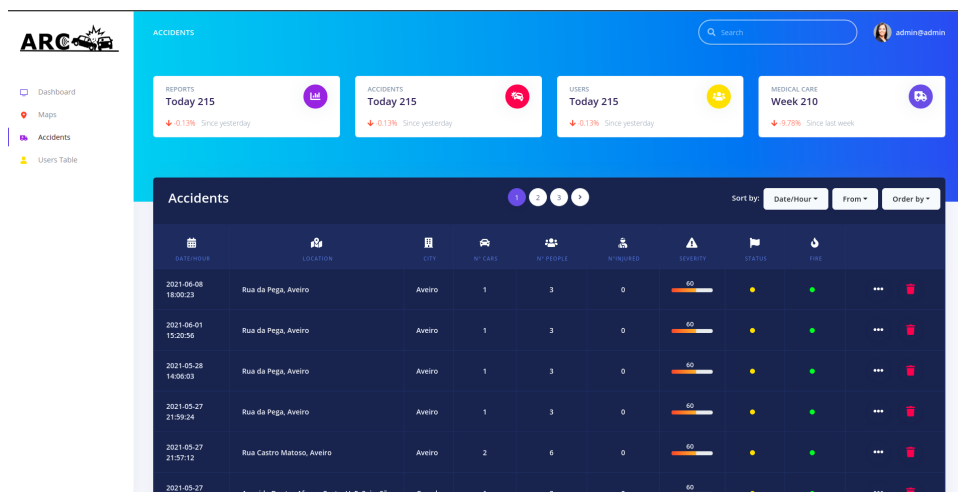 ARC
ACCIDENTS
Search
admin@admin
Dashboard
Maps
Accidents
Users Table
REPORTS
Today 215
-0.13% Since yesterday
ACCIDENTS
Today 215
-0.13% Since yesterday
USERS
Today 215
-0.13% Since yesterday
MEDICAL CARE
Week 210
-9.78% Since last week
Accidents
1 2 3
Sort by: Date/Hour From Order by
DATE/HOUR LOCATION CITY Nº CARS Nº PEOPLE NºINJURED SEVERITY STATUS FIRE
2021-06-08
18:00:23 Rua da Pega, Aveiro Aveiro 1 3 0 60
2021-06-01
15:20:56 Rua da Pega, Aveiro Aveiro 1 3 0 60
2021-05-28
14:06:03 Rua da Pega, Aveiro Aveiro 1 3 0 60
2021-05-27
21:59:24 Rua da Pega, Aveiro Aveiro 1 3 0 60
2021-05-27
21:57:12 Rua Castro Matoso, Aveiro Aveiro 2 6 0 60
2021-05-27 60